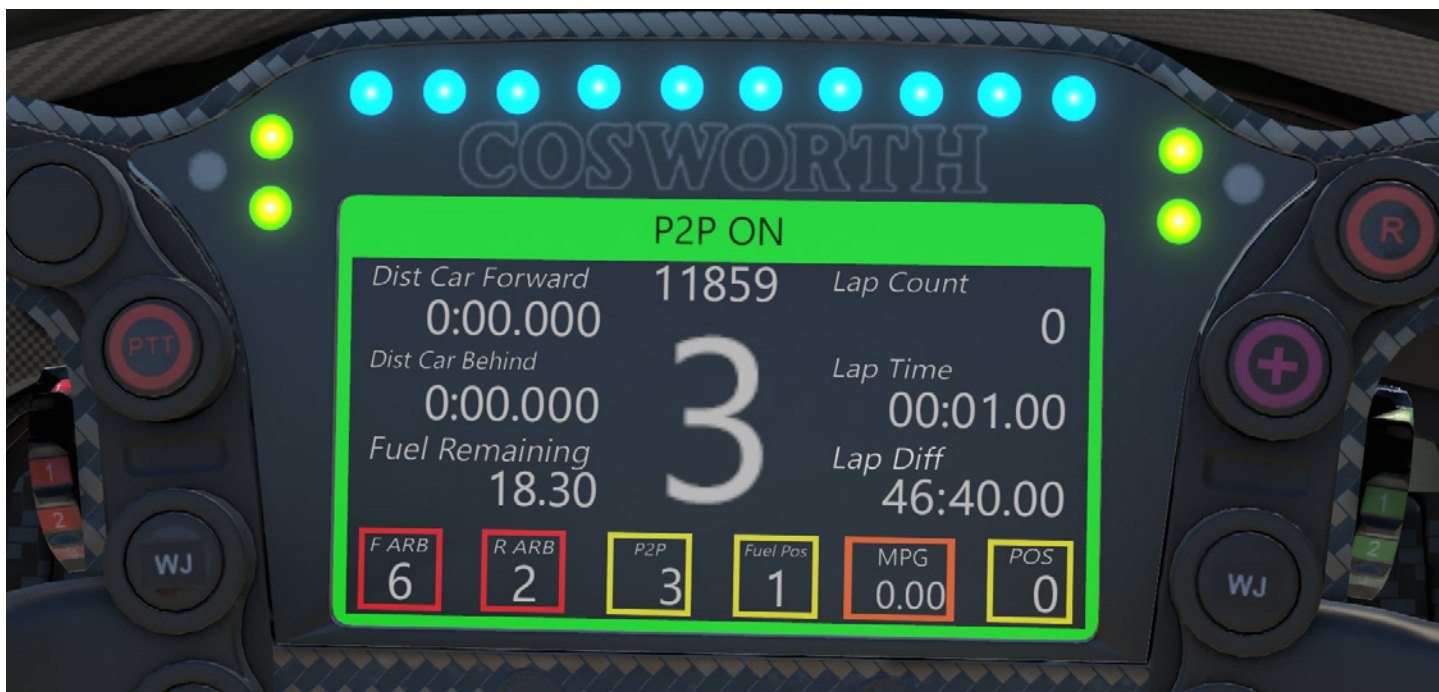 COSWORTH
P2P ON
Dist Car Forward
0:00.000
Dist Car Behind
0:00.000
Fuel Remaining
18.30
11859
3
Lap Count
0
Lap Time
00:01.00
Lap Diff
46:40.00
F ARB
6
R ARB
2
P2P
3
Fuel Pos
1
MPG
0.00
POS
0
PTT
1
2
WJ
R
+
1
2
WJ